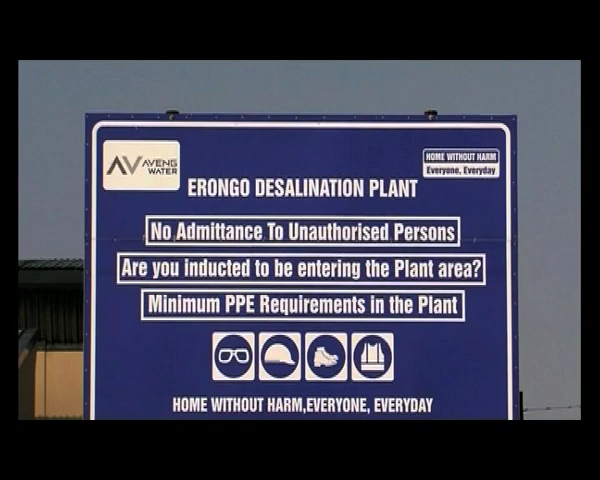 AV AVENG
WATER
HOME WITHOUT HARM
Everyone, Everyday
ERONGO DESALINATION PLANT
No Admittance To Unauthorised Persons
Are you inducted to be entering the Plant area?
Minimum PPE Requirements in the Plant
HOME WITHOUT HARM,EVERYONE, EVERYDAY